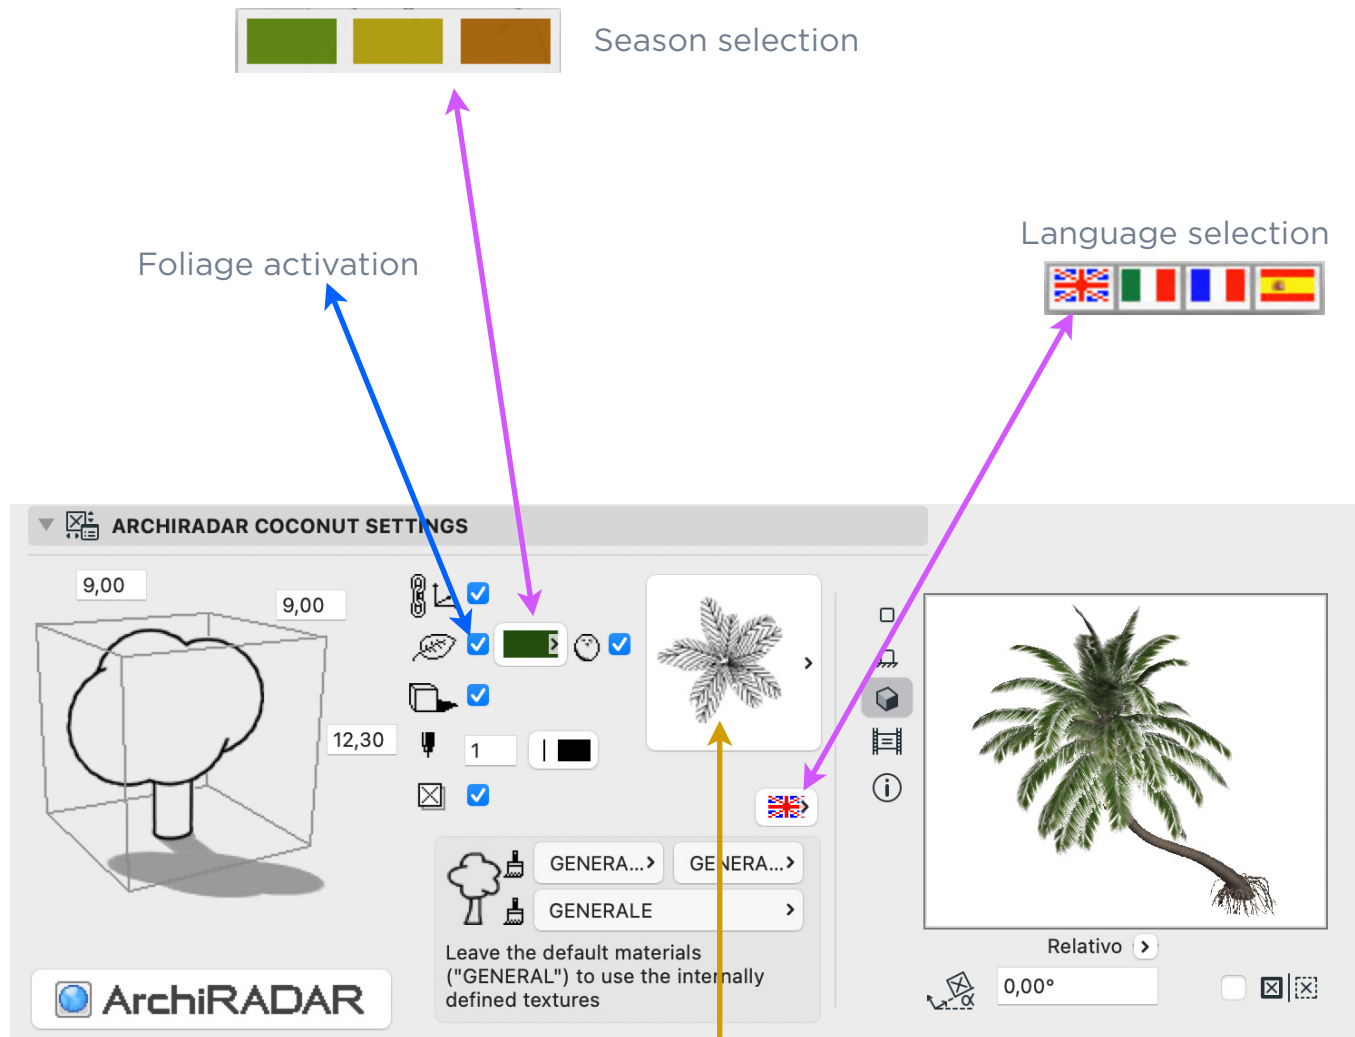 Season selection
Language selection
Foliage activation
ARCHIRADAR COCONUT SETTINGS
9,00
9,00
12,30
1
GENERA...
GENERA...
GENERALE
Leave the default materials
("GENERAL") to use the internally
defined textures
ArchiRADAR
Relativo
α
0,00°